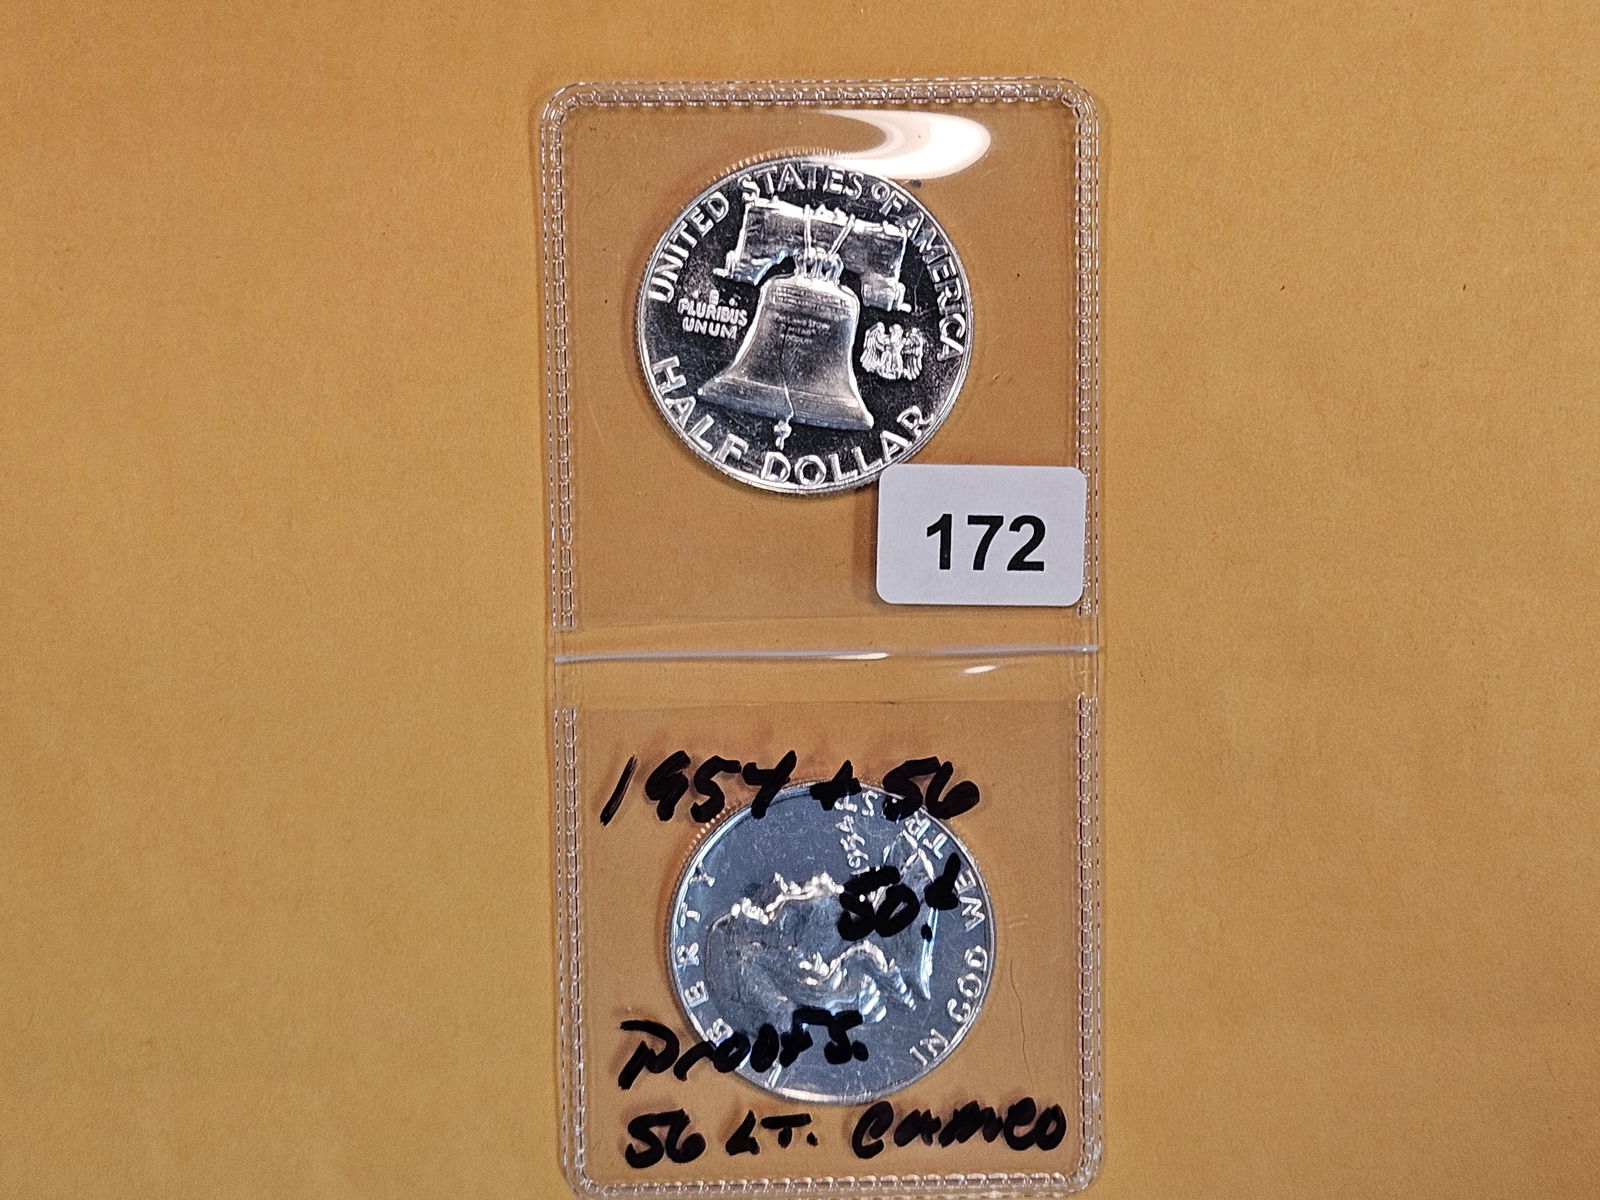 UNITED STATES OF AMERICA
E
PLURIBUS
UNUM
HALF DOLLAR
172
1954 + 56
50¢
Proofs.
56 LT. Cameo
IN GOD WE TRUST
1954